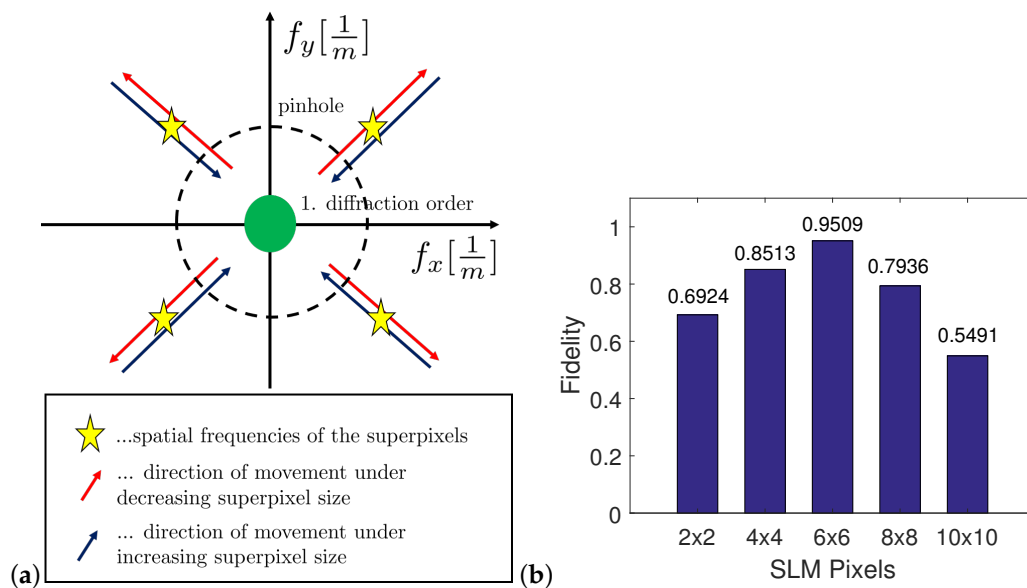 f_y[1/m]
pinhole
1. diffraction order
f_x[1/m]
...spatial frequencies of the superpixels
... direction of movement under
decreasing superpixel size
... direction of movement under
increasing superpixel size
(a)
Fidelity
1
0.8
0.6
0.4
0.2
0
0.6924
0.8513
0.9509
0.7936
0.5491
2x2 4x4 6x6 8x8 10x10
SLM Pixels
(b)